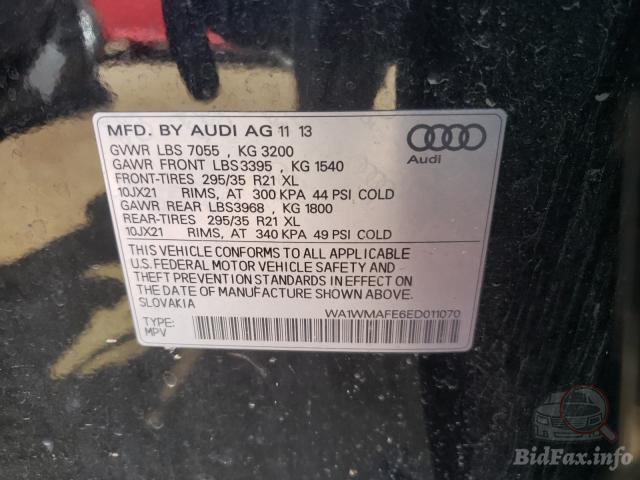 MFD. BY AUDI AG 11 13
GVWR LBS 7055 , KG 3200
GAWR FRONT LBS3395 , KG 1540
FRONT-TIRES 295/35 R21 XL
10JX21 RIMS, AT 300 KPA 44 PSI COLD
GAWR REAR LBS3968 , KG 1800
REAR-TIRES 295/35 R21 XL
10JX21 RIMS, AT 340 KPA 49 PSI COLD
Audi
THIS VEHICLE CONFORMS TO ALL APPLICABLE
U.S. FEDERAL MOTOR VEHICLE SAFETY AND
THEFT PREVENTION STANDARDS IN EFFECT ON
THE DATE OF MANUFACTURE SHOWN ABOVE.
SLOVAKIA
WA1WMAFE6ED011070
TYPE:
MPV
BidFax.info